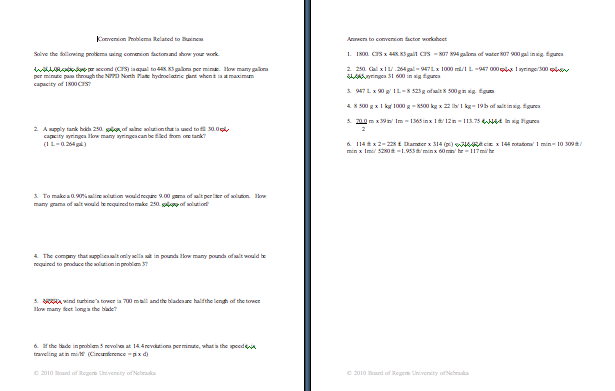 Conversion Problems Related to Business
Solve the following problems using conversion factors and show your work.
per second (CFS) is equal to 448.83 gallons per minute. How many gallons
per minute pass through the NPPD North Platte hydroelectric plant when it is at maximum
capacity of 1800 CFS?
2. A supply tank holds 250. gal of saline solution that is used to fill 30.0
capacity syringes. How many syringes can be filled from one tank?
(1 L = 0.264 gal)
3. To make a 0.90% saline solution would require 9.00 grams of salt per liter of solution. How
many grams of salt would be required to make 250. gallons of solution?
4. The company that supplies salt only sells salt in pounds. How many pounds of salt would be
required to produce the solution in problem 3?
5. NPPD's wind turbine's tower is 70.0 m tall and the blades are half the length of the tower.
How many feet long is the blade?
6. If the blade in problem 5 revolves at 14.4 revolutions per minute, what is the speed
traveling at in mi/h? (Circumference = pi x d)
© 2010 Board of Regents University of Nebraska
Answers to conversion factor worksheet
1. 1800. CFS x 448.83 gal/1 CFS = 807 894 gallons of water 807 900 gal in sig. figures
2. 250. Gal x 1 L/ .264 gal = 947 L x 1000 ml/1 L = 947 000 x 1 syringe/300
syringes 31 600 in sig. figures
3. 947 L x 90 g/ 1 L = 8 523 g of salt 8 500 g in sig. figures
4. 8 500 g x 1 kg/ 1000 g = 8500 kg x 22 lb/ 1 kg = 19 lb of salt in sig. figures
5. 70.0 m x 39 in/ 1m = 1365 in x 1 ft/ 12 in = 113.75 ft In sig figures
2
6. 114 ft x 2 = 228 ft Diameter x 314 (pi) circ x 144 rotations/ 1 min = 10 309 ft /
min x 1mi/ 5280 ft = 1.953 ft/ min x 60 min/ hr = 117 mi/ hr
© 2010 Board of Regents University of Nebraska